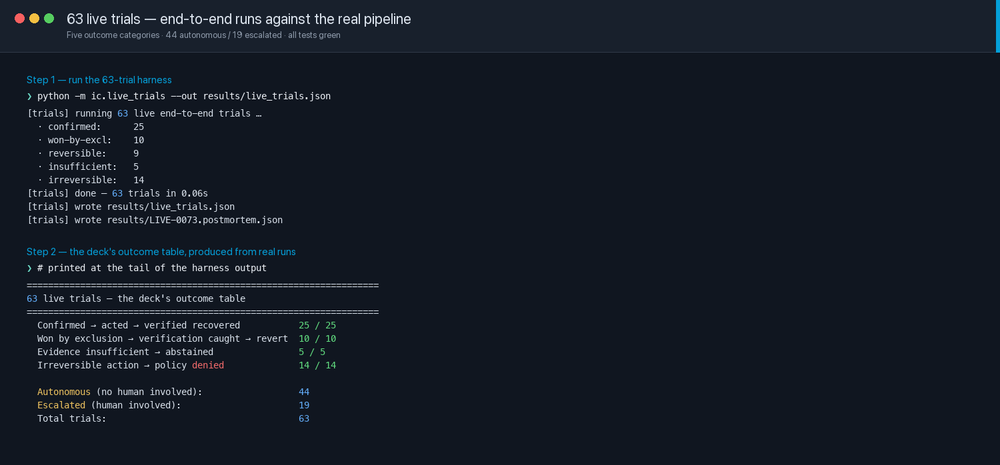 63 live trials — end-to-end runs against the real pipeline
Five outcome categories · 44 autonomous / 19 escalated · all tests green
Step 1 — run the 63-trial harness
❯ python -m ic.live_trials --out results/live_trials.json
[trials] running 63 live end-to-end trials …
· confirmed: 25
· won-by-excl: 10
· reversible: 9
· insufficient: 5
· irreversible: 14
[trials] done — 63 trials in 0.06s
[trials] wrote results/live_trials.json
[trials] wrote results/LIVE-0073.postmortem.json
Step 2 — the deck's outcome table, produced from real runs
❯ # printed at the tail of the harness output
==================================================================
63 live trials — the deck's outcome table
==================================================================
Confirmed → acted → verified recovered 25 / 25
Won by exclusion → verification caught → revert 10 / 10
Evidence insufficient → abstained 5 / 5
Irreversible action → policy denied 14 / 14
Autonomous (no human involved): 44
Escalated (human involved): 19
Total trials: 63